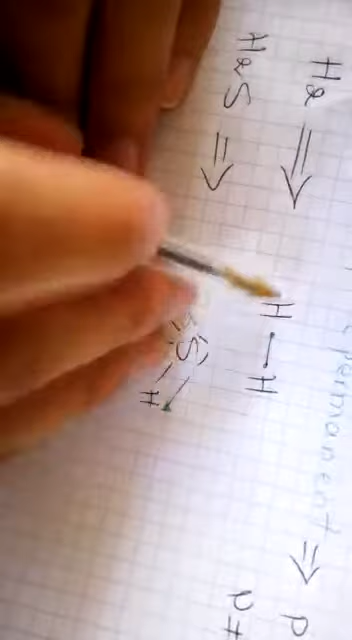 permanent
H2 ⇒ H — H ⇒ p
H2S ⇒ S p ≠
H